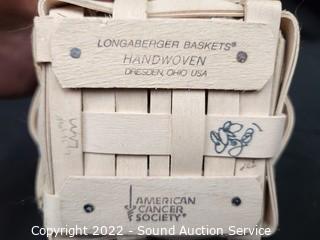 LONGABERGER BASKETS®
HANDWOVEN
DRESDEN, OHIO USA
AMERICAN
CANCER
SOCIETY®
Copyright © 2022 - Sound Auction Service